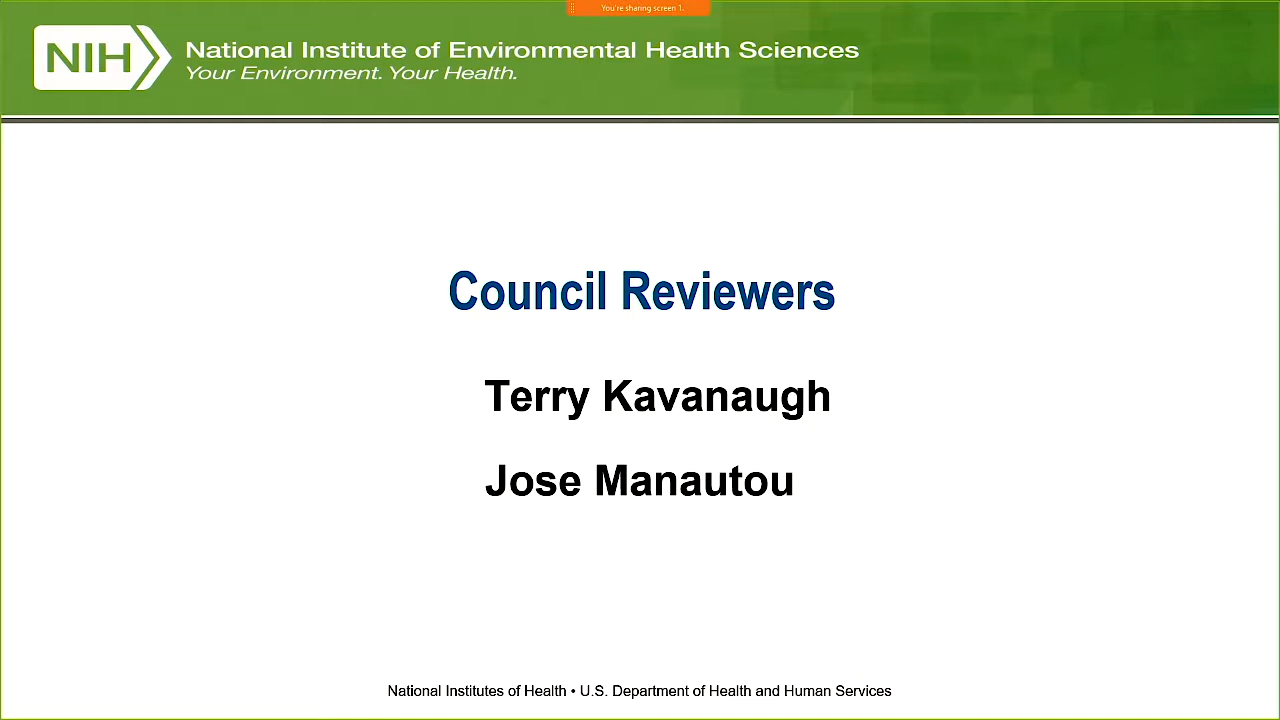 You're sharing screen 1.
NIH
National Institute of Environmental Health Sciences
Your Environment. Your Health.
Council Reviewers
Terry Kavanaugh
Jose Manautou
National Institutes of Health • U.S. Department of Health and Human Services